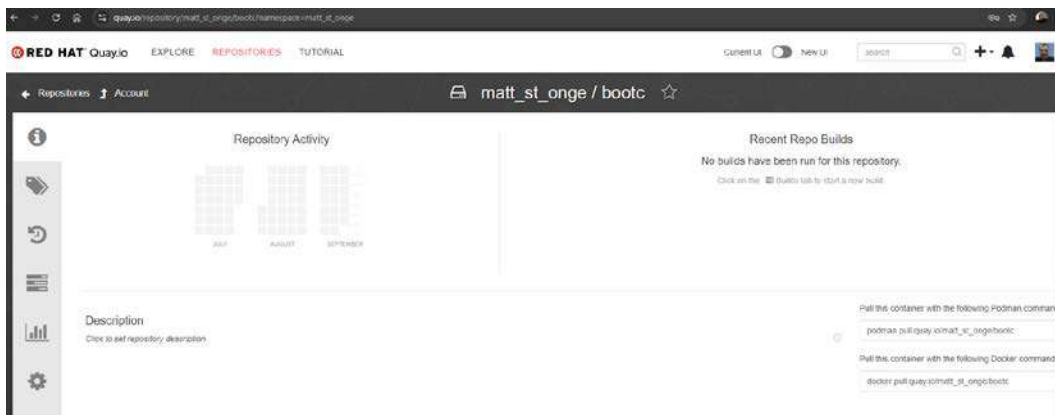 quay.io/repository/matt_st_onge/bootc?namespace=matt_st_onge
RED HAT Quay.io EXPLORE REPOSITORIES TUTORIAL Current UI New UI search
Repositories Account matt_st_onge / bootc
Repository Activity
JULY AUGUST SEPTEMBER
Recent Repo Builds
No builds have been run for this repository.
Click on the Builds tab to start a new build.
Description
Click to set repository description
Pull this container with the following Podman comman
podman pull quay.io/matt_st_onge/bootc
Pull this container with the following Docker command
docker pull quay.io/matt_st_onge/bootc